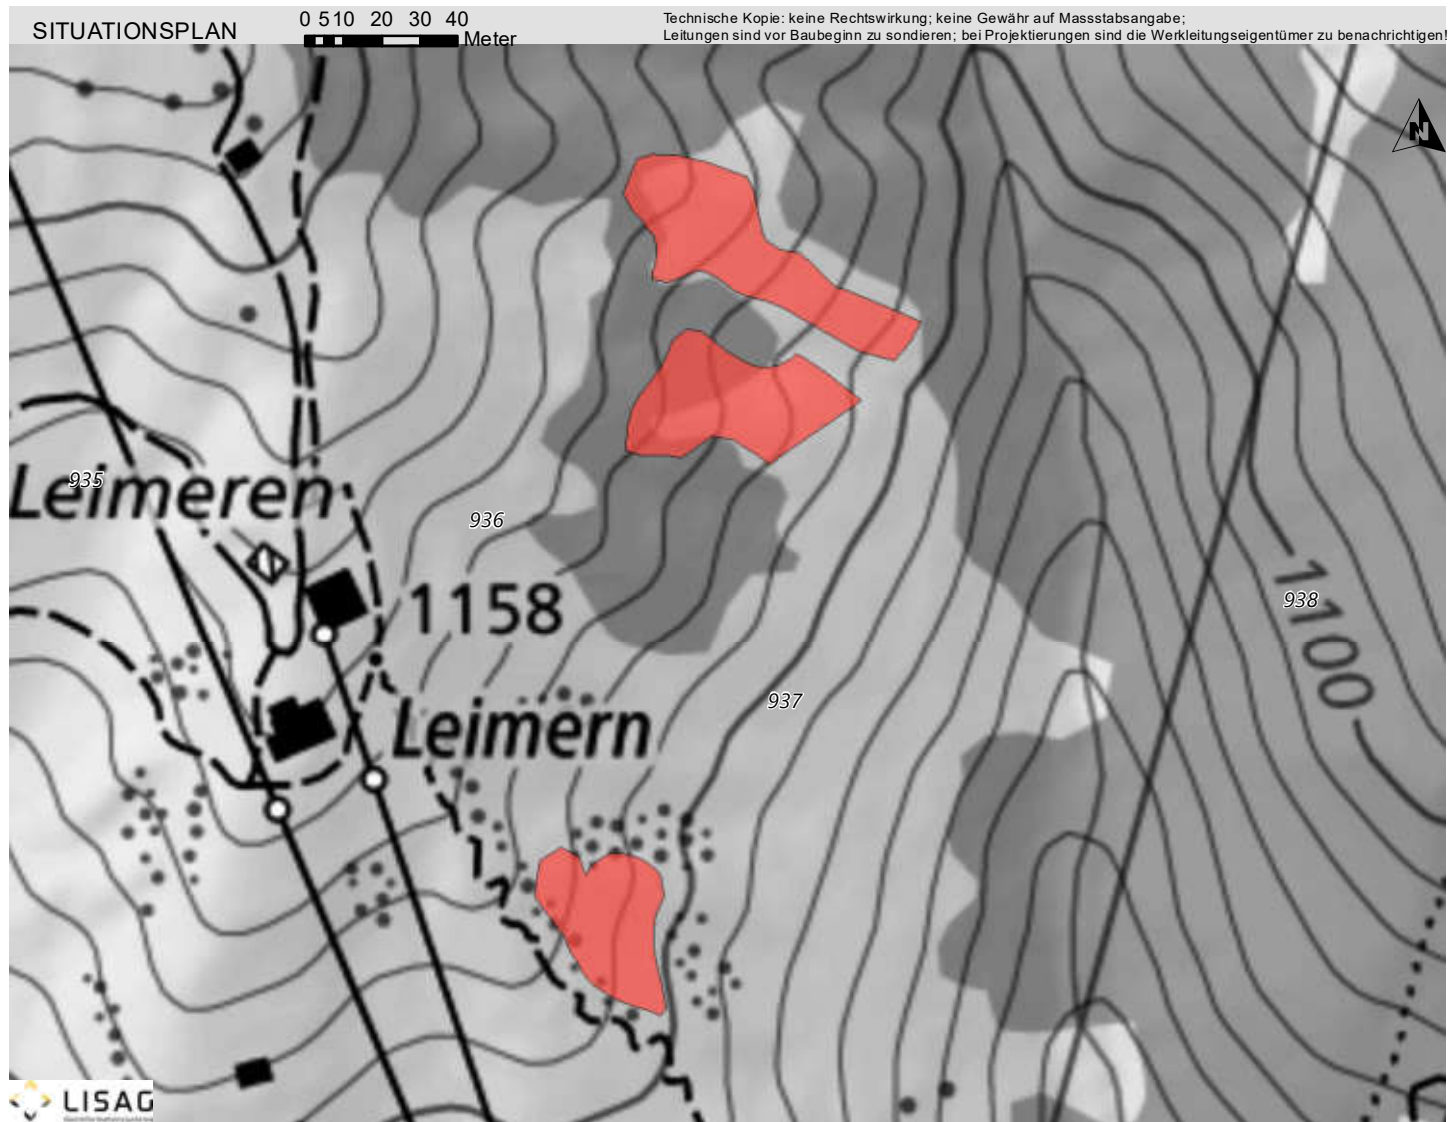 SITUATIONSPLAN
0 5 10 20 30 40
Meter
Technische Kopie: keine Rechtswirkung; keine Gewähr auf Massstabsangabe;
Leitungen sind vor Baubeginn zu sondieren; bei Projektierungen sind die Werkleitungseigentümer zu benachrichtigen!
N
935
Leimeren
936
1158
938
1100
937
Leimern
LISAG